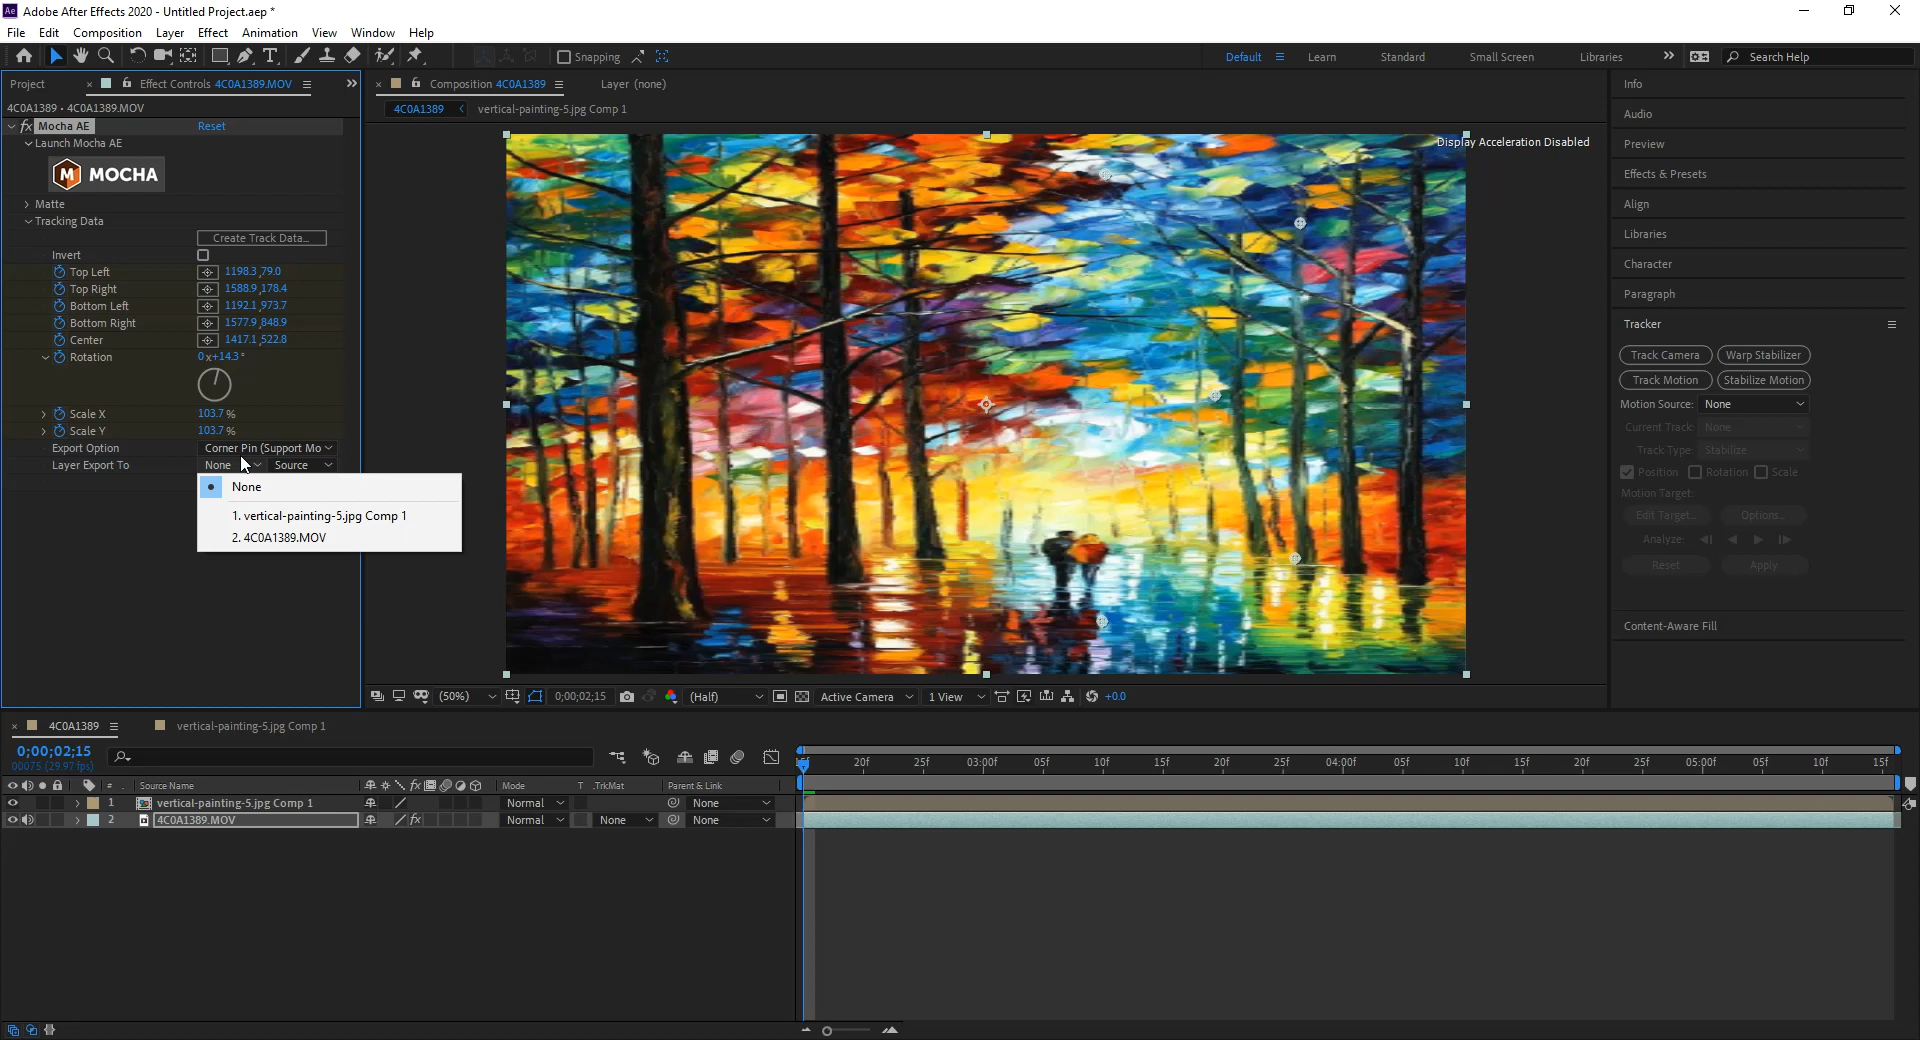 Ae Adobe After Effects 2020 - Untitled Project.aep *
File Edit Composition Layer Effect Animation View Window Help
Snapping Default Learn Standard Small Screen Libraries » Search Help
Project × Effect Controls 4C0A1389.MOV » × Composition 4C0A1389 Layer (none) Info
4C0A1389 • 4C0A1389.MOV 4C0A1389 vertical-painting-5.jpg Comp 1
fx Mocha AE Reset Audio
Launch Mocha AE Display Acceleration Disabled Preview
M MOCHA Effects & Presets
Matte Align
Tracking Data
Create Track Data... Libraries
Invert Character
Top Left 1198.3 ,79.0
Top Right 1588.9 ,178.4 Paragraph
Bottom Left 1192.1 ,973.7
Bottom Right 1577.9 ,848.9 Tracker
Center 1417.1 ,522.8
Rotation 0 x+14.3 ° Track Camera Warp Stabilizer
Track Motion Stabilize Motion
Motion Source: None
Scale X 103.7 % Current Track: None
Scale Y 103.7 %
Export Option Corner Pin (Support Mo Track Type: Stabilize
Layer Export To None Source Position Rotation Scale
None Motion Target:
1. vertical-painting-5.jpg Comp 1 Edit Target... Options...
2. 4C0A1389.MOV Analyze:
Reset Apply
Content-Aware Fill
(50%) 0;00;02;15 (Half) Active Camera 1 View +0.0
× 4C0A1389 vertical-painting-5.jpg Comp 1
0;00;02;15
00075 (29.97 fps) 20f 25f 03:00f 05f 10f 15f 20f 25f 04:00f 05f 10f 15f 20f 25f 05:00f 05f 10f 15f
# . Source Name fx Mode T .TrkMat Parent & Link
1 vertical-painting-5.jpg Comp 1 Normal None
2 4C0A1389.MOV fx Normal None None